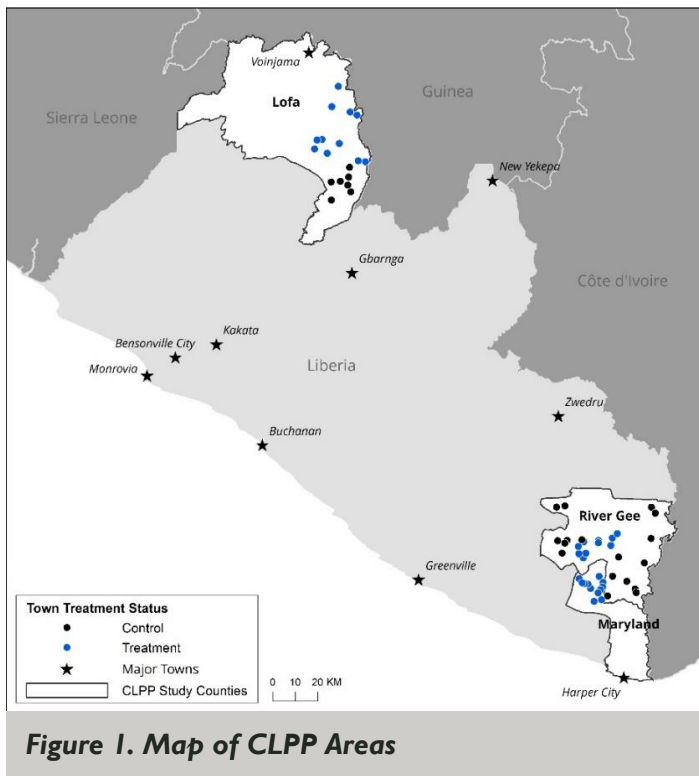 Voinjama
Lofa
Guinea
Sierra Leone
New Yekepa
Gbarnga
Côte d'Ivoire
Kakata
Bensonville City
Monrovia
Liberia
Zwedru
Buchanan
River Gee
Greenville
Maryland
Harper City
Town Treatment Status
Control
Treatment
Major Towns
CLPP Study Counties
0 10 20 KM
Figure 1. Map of CLPP Areas